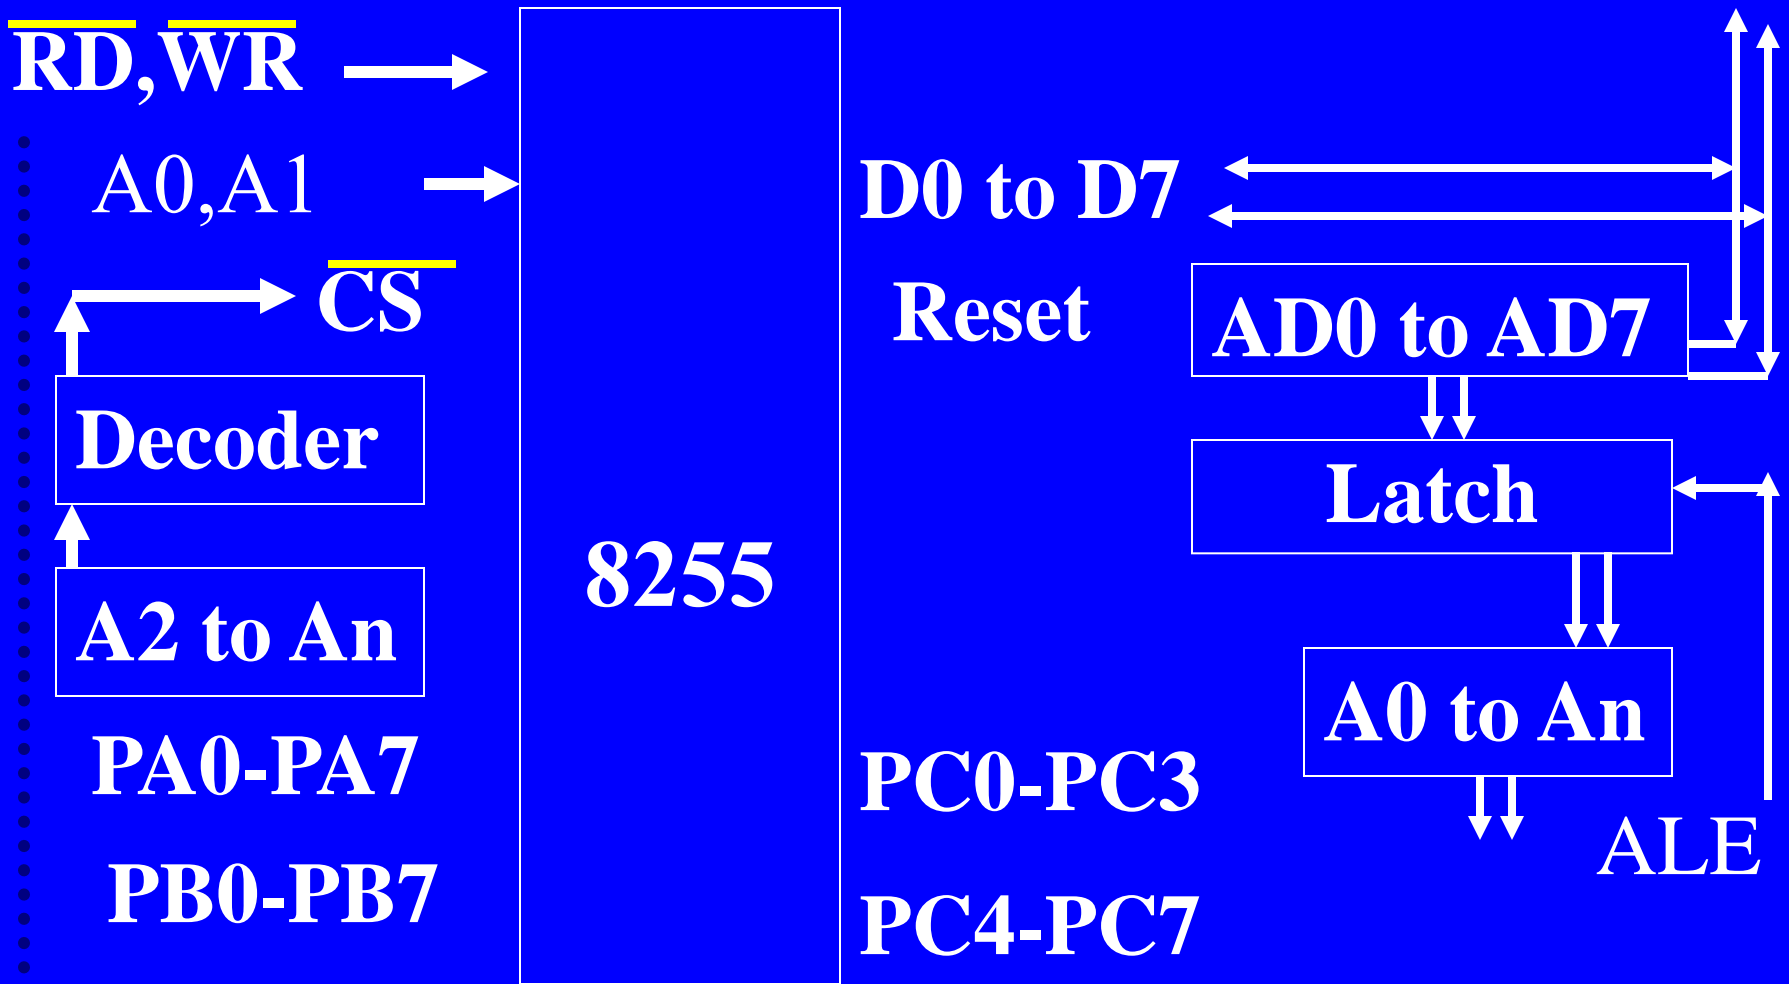 RD,WR
A0,A1
CS
Decoder
A2 to An
PA0-PA7
PB0-PB7
8255
D0 to D7
Reset
AD0 to AD7
Latch
A0 to An
ALE
PC0-PC3
PC4-PC7